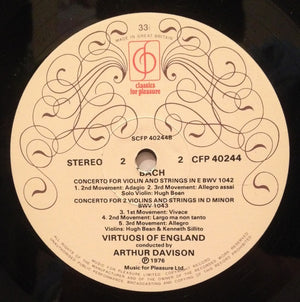 33
MADE IN GREAT BRITAIN
classics
for pleasure
SCFP 40244B
STEREO 2 2 CFP 40244
BACH
CONCERTO FOR VIOLIN AND STRINGS IN E BWV 1042
1. 2nd Movement: Adagio 2. 3rd Movement: Allegro assai
Solo Violin: Hugh Bean
CONCERTO FOR 2 VIOLINS AND STRINGS IN D MINOR
BWV 1043
3. 1st Movement: Vivace
4. 2nd Movement: Largo ma non tanto
5. 3rd Movement: Allegro
Violins: Hugh Bean & Kenneth Sillito
VIRTUOSI OF ENGLAND
conducted by
ARTHUR DAVISON
℗ 1976
Music for Pleasure Ltd.